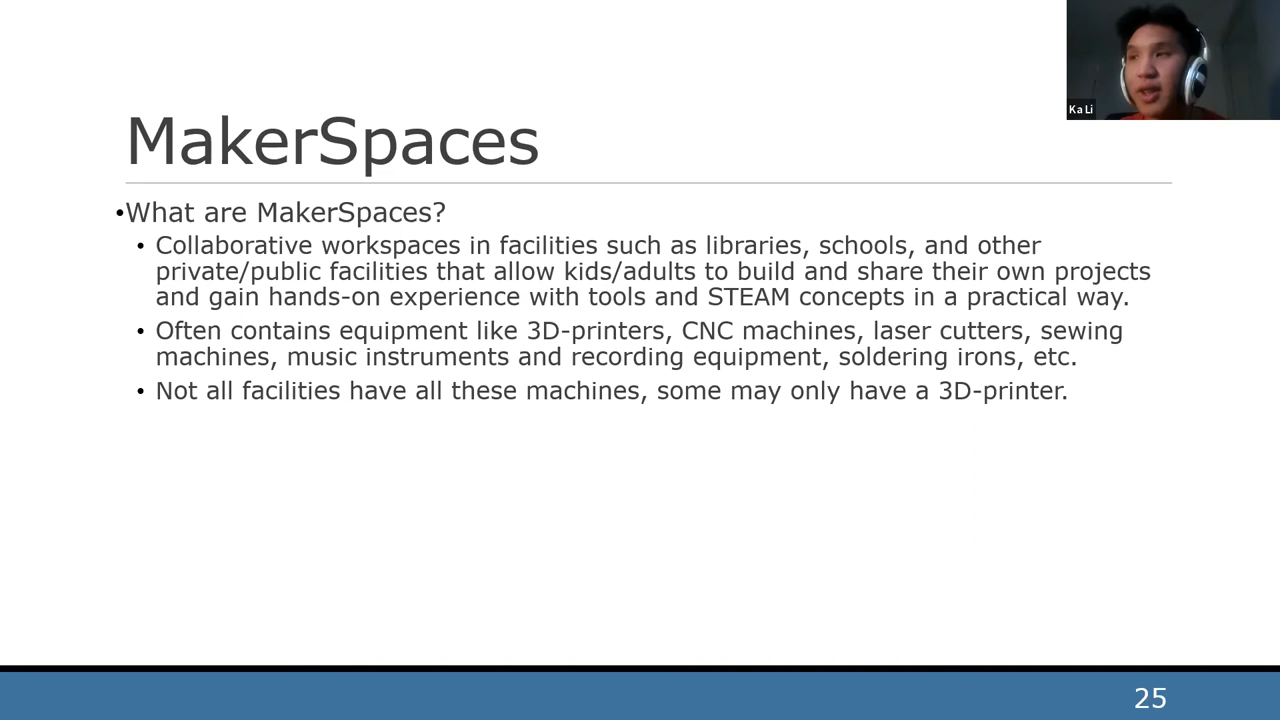 Ka Li
MakerSpaces
•What are MakerSpaces?
• Collaborative workspaces in facilities such as libraries, schools, and other
private/public facilities that allow kids/adults to build and share their own projects
and gain hands-on experience with tools and STEAM concepts in a practical way.
• Often contains equipment like 3D-printers, CNC machines, laser cutters, sewing
machines, music instruments and recording equipment, soldering irons, etc.
• Not all facilities have all these machines, some may only have a 3D-printer.
25